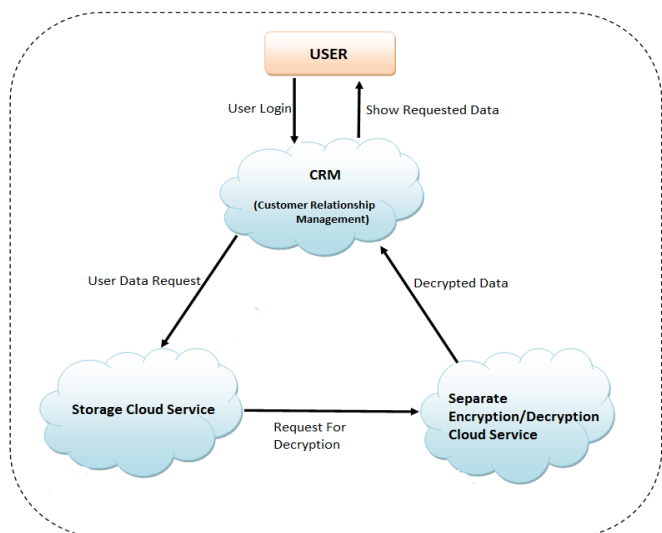 USER
User Login
Show Requested Data
CRM
(Customer Relationship
Management)
User Data Request
Decrypted Data
Storage Cloud Service
Request For
Decryption
Separate
Encryption/Decryption
Cloud Service